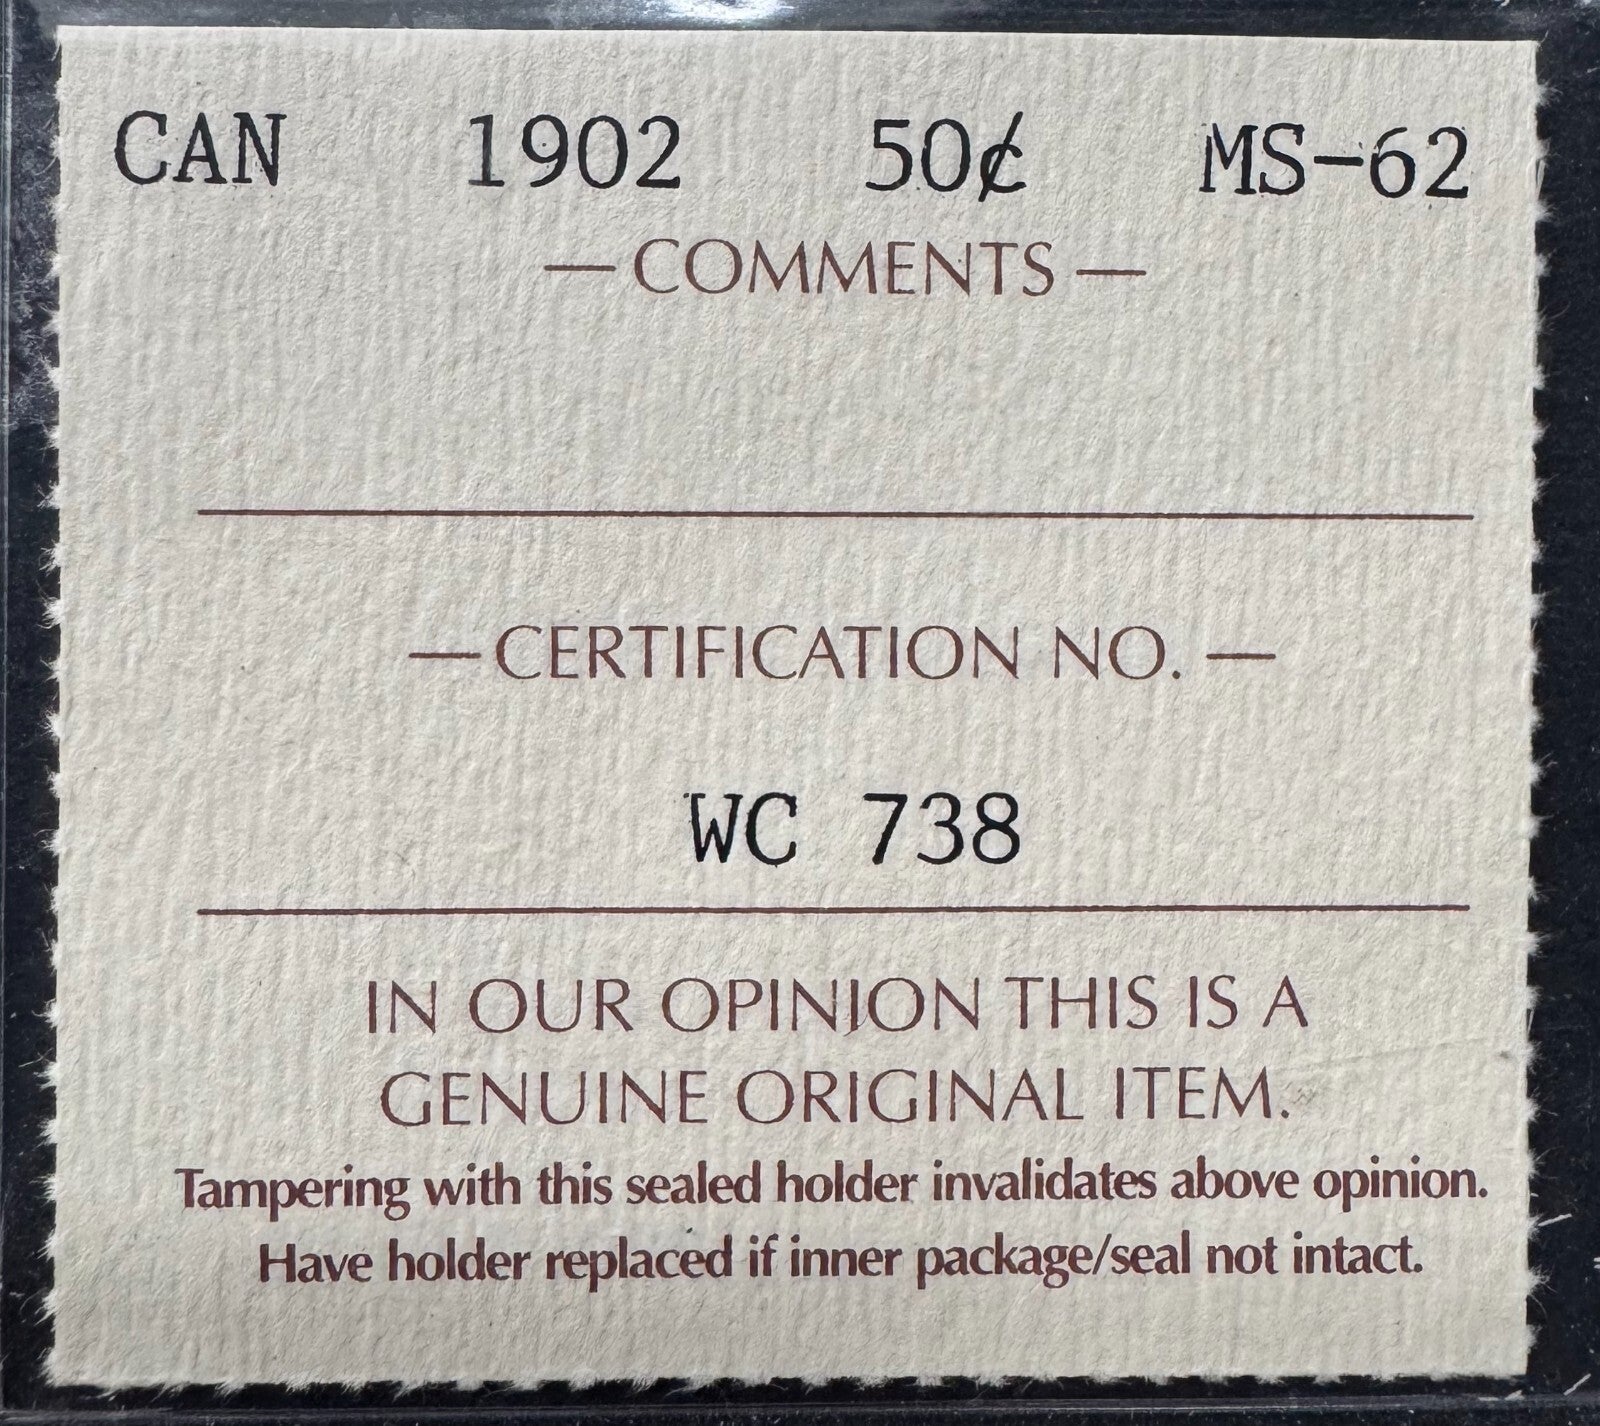 CAN 1902 50¢ MS-62
— COMMENTS —
— CERTIFICATION NO. —
WC 738
IN OUR OPINION THIS IS A
GENUINE ORIGINAL ITEM.
Tampering with this sealed holder invalidates above opinion.
Have holder replaced if inner package/seal not intact.